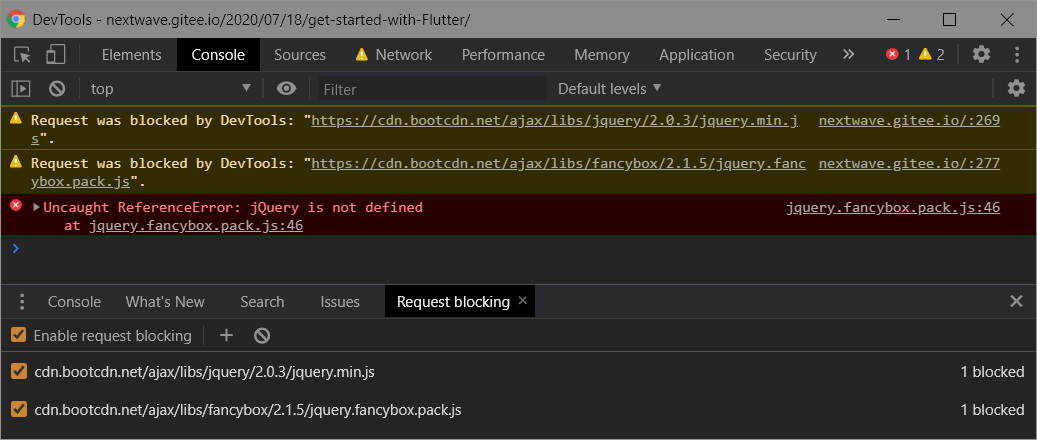 DevTools - nextwave.gitee.io/2020/07/18/get-started-with-Flutter/
Elements Console Sources Network Performance Memory Application Security » 1 2
top Filter Default levels
Request was blocked by DevTools: "https://cdn.bootcdn.net/ajax/libs/jquery/2.0.3/jquery.min.j nextwave.gitee.io/:269
s".
Request was blocked by DevTools: "https://cdn.bootcdn.net/ajax/libs/fancybox/2.1.5/jquery.fanc nextwave.gitee.io/:277
ybox.pack.js".
Uncaught ReferenceError: jQuery is not defined jquery.fancybox.pack.js:46
at jquery.fancybox.pack.js:46
Console What's New Search Issues Request blocking
Enable request blocking
cdn.bootcdn.net/ajax/libs/jquery/2.0.3/jquery.min.js 1 blocked
cdn.bootcdn.net/ajax/libs/fancybox/2.1.5/jquery.fancybox.pack.js 1 blocked